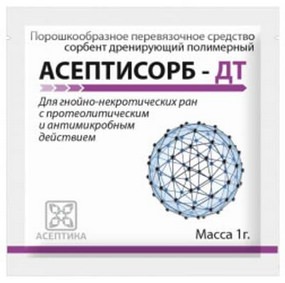 Порошкообразное перевязочное средство
сорбент дренирующий полимерный
АСЕПТИСОРБ - ДТ
Для гнойно-некротических ран
с протеолитическим
и антимикробным
действием
АСЕПТИКА
Масса 1г.